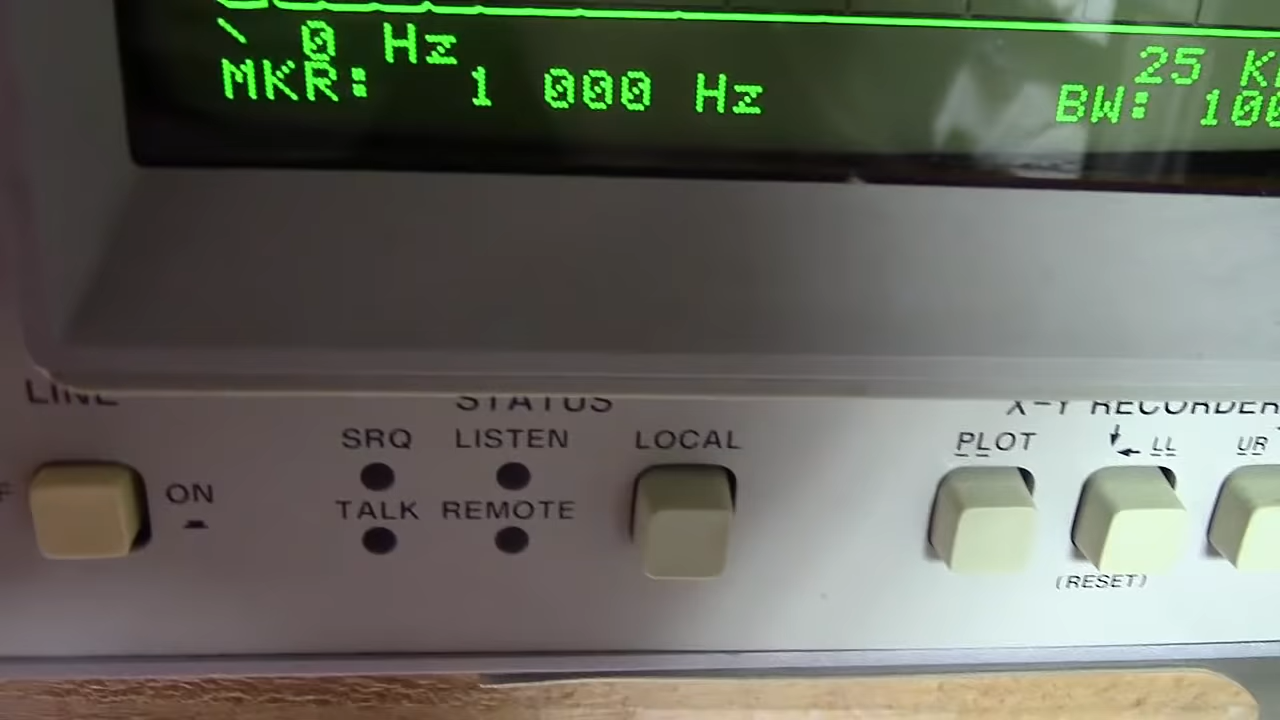 0 Hz 25
MKR: 1 000 Hz BW:
LINE STATUS X-Y RECORDER
SRQ LISTEN LOCAL PLOT LL UR
ON
TALK REMOTE
(RESET)